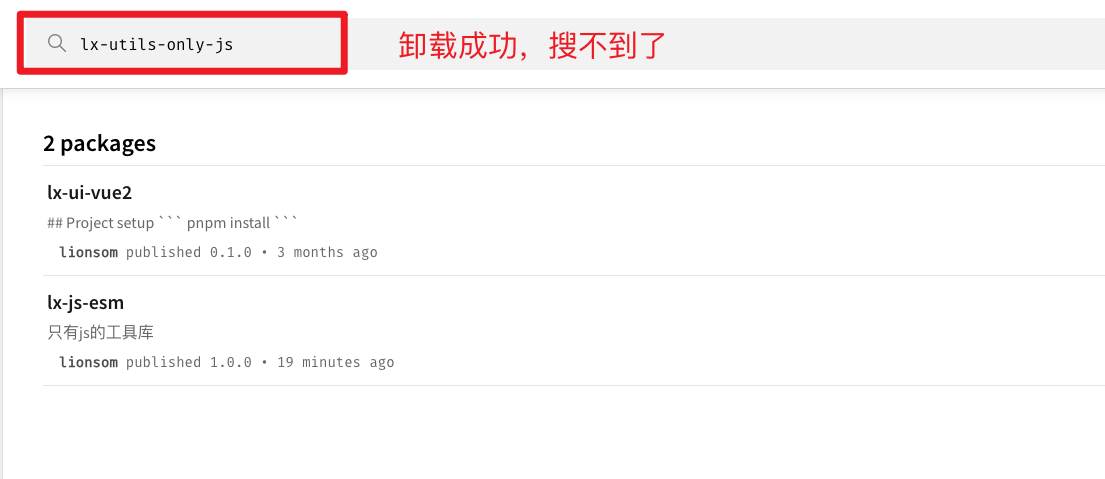 lx-utils-only-js
卸载成功，搜不到了
2 packages
lx-ui-vue2
## Project setup ``` pnpm install ```
lionsom published 0.1.0 • 3 months ago
lx-js-esm
只有js的工具库
lionsom published 1.0.0 • 19 minutes ago